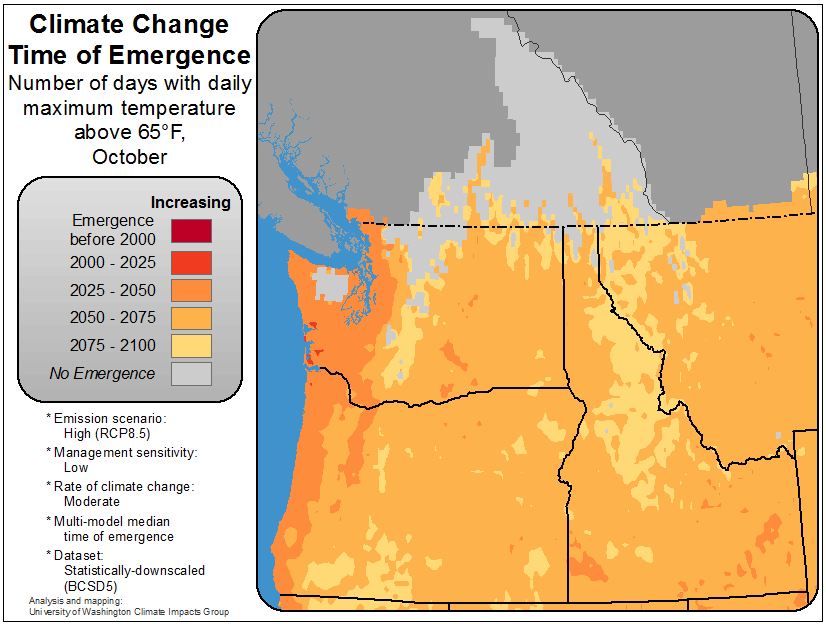 Climate Change
Time of Emergence
Number of days with daily
maximum temperature
above 65°F,
October
Increasing
Emergence
before 2000
2000 - 2025
2025 - 2050
2050 - 2075
2075 - 2100
No Emergence
* Emission scenario:
High (RCP8.5)
* Management sensitivity:
Low
* Rate of climate change:
Moderate
* Multi-model median
time of emergence
* Dataset:
Statistically-downscaled
(BCSD5)
Analysis and mapping:
University of Washington Climate Impacts Group